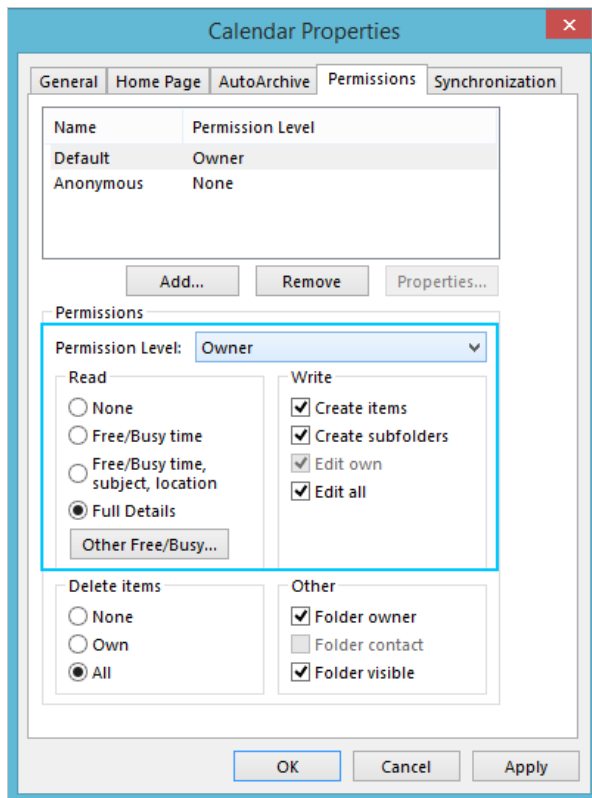 Calendar Properties
General Home Page AutoArchive Permissions Synchronization
Name Permission Level
Default Owner
Anonymous None
Add... Remove Properties...
Permissions
Permission Level: Owner
Read Write
None Create items
Free/Busy time Create subfolders
Free/Busy time,
subject, location
Edit own
Full Details Edit all
Other Free/Busy...
Delete items Other
None Folder owner
Own Folder contact
All Folder visible
OK Cancel Apply